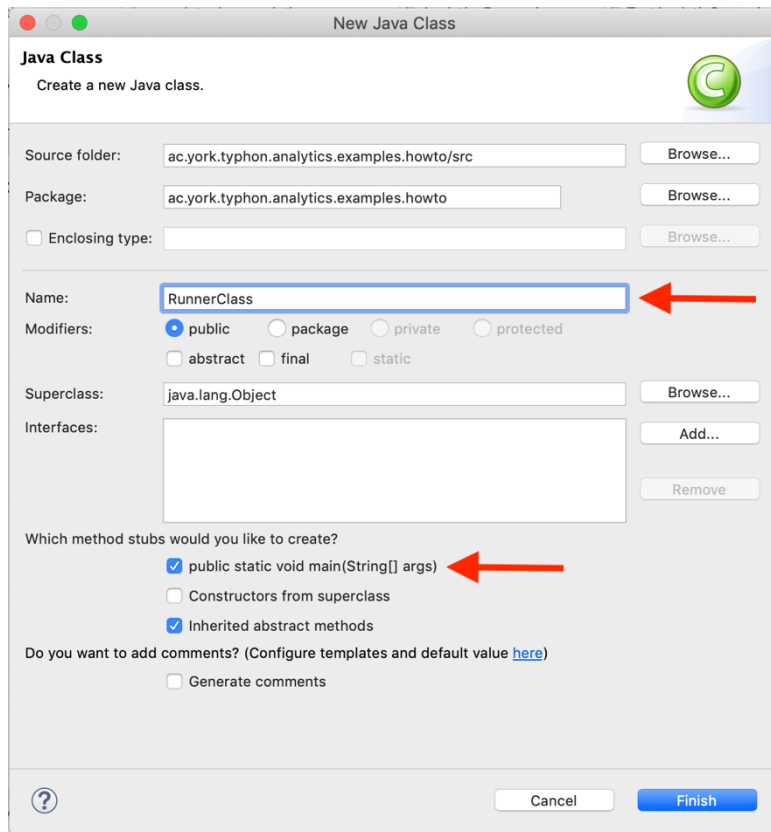 New Java Class
Java Class
Create a new Java class.
C
Source folder: ac.york.typhon.analytics.examples.howto/src Browse...
Package: ac.york.typhon.analytics.examples.howto Browse...
Enclosing type: Browse...
Name: RunnerClass
Modifiers: public package private protected
abstract final static
Superclass: java.lang.Object Browse...
Interfaces: Add...
Remove
Which method stubs would you like to create?
public static void main(String[] args)
Constructors from superclass
Inherited abstract methods
Do you want to add comments? (Configure templates and default value here)
Generate comments
? Cancel Finish